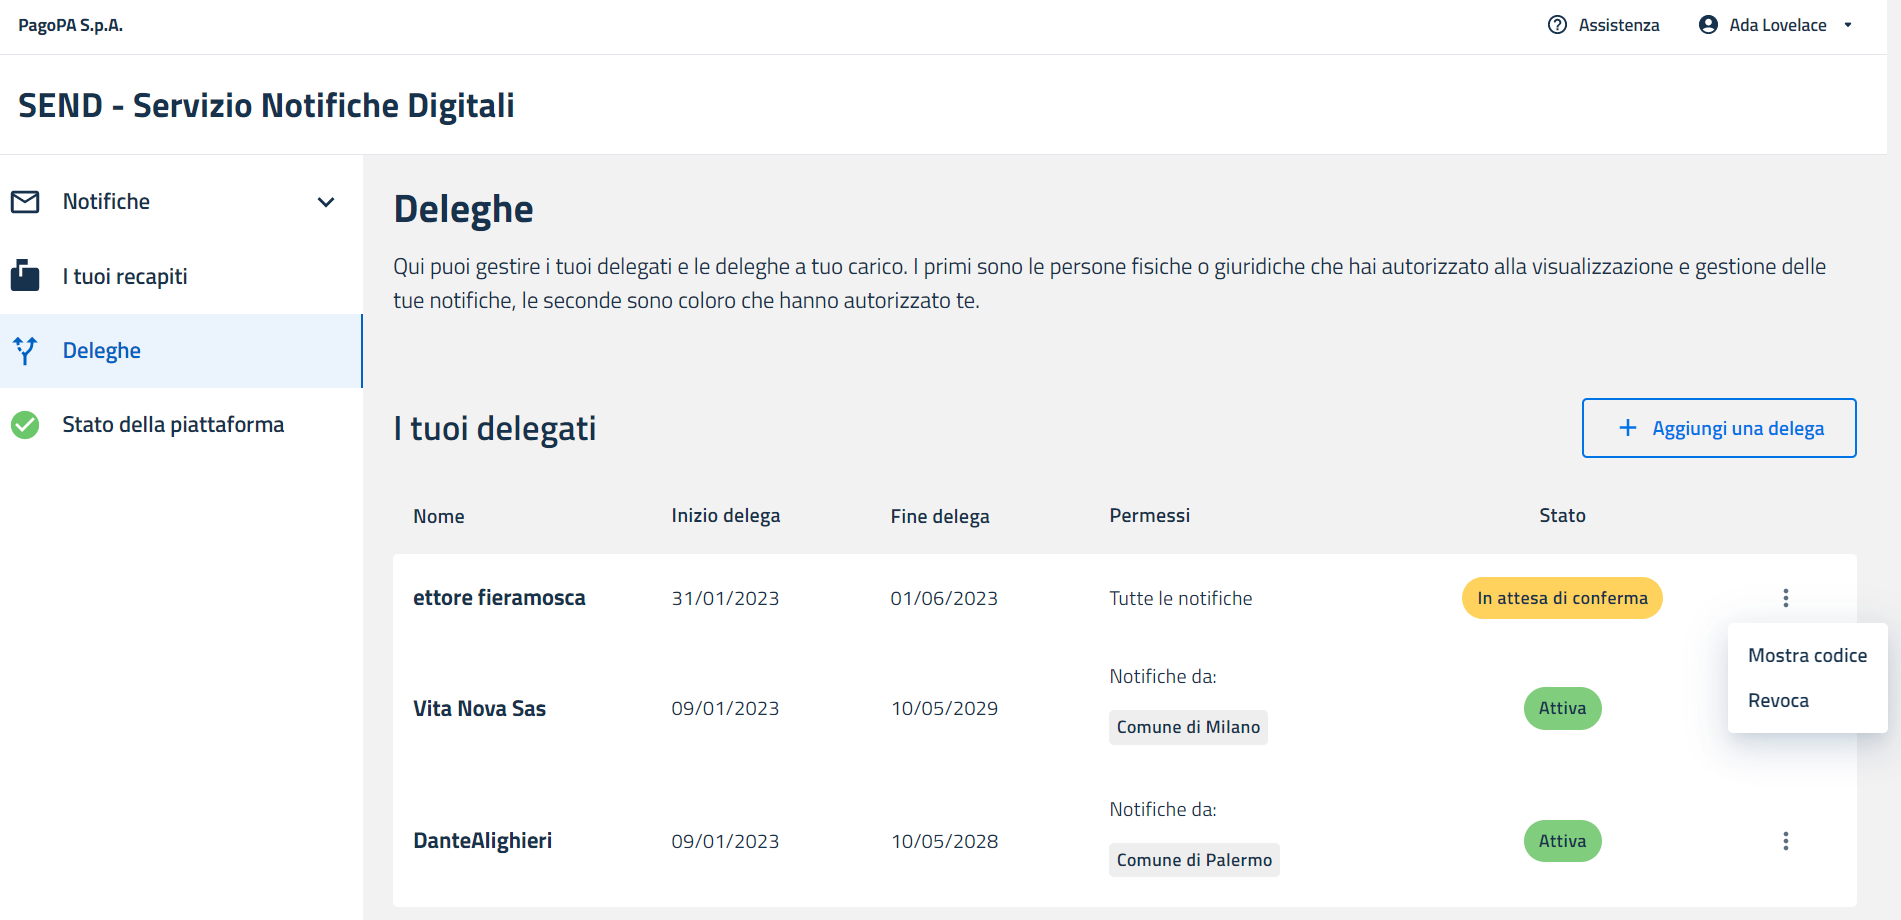 PagoPA S.p.A.
Assistenza
Ada Lovelace
SEND - Servizio Notifiche Digitali
Notifiche
I tuoi recapiti
Deleghe
Stato della piattaforma
Deleghe
Qui puoi gestire i tuoi delegati e le deleghe a tuo carico. I primi sono le persone fisiche o giuridiche che hai autorizzato alla visualizzazione e gestione delle
tue notifiche, le seconde sono coloro che hanno autorizzato te.
I tuoi delegati
Aggiungi una delega
Nome Inizio delega Fine delega Permessi Stato
ettore fieramosca 31/01/2023 01/06/2023 Tutte le notifiche In attesa di conferma
Mostra codice
Revoca
Notifiche da:
Vita Nova Sas 09/01/2023 10/05/2029 Attiva
Comune di Milano
Notifiche da:
DanteAlighieri 09/01/2023 10/05/2028 Attiva
Comune di Palermo